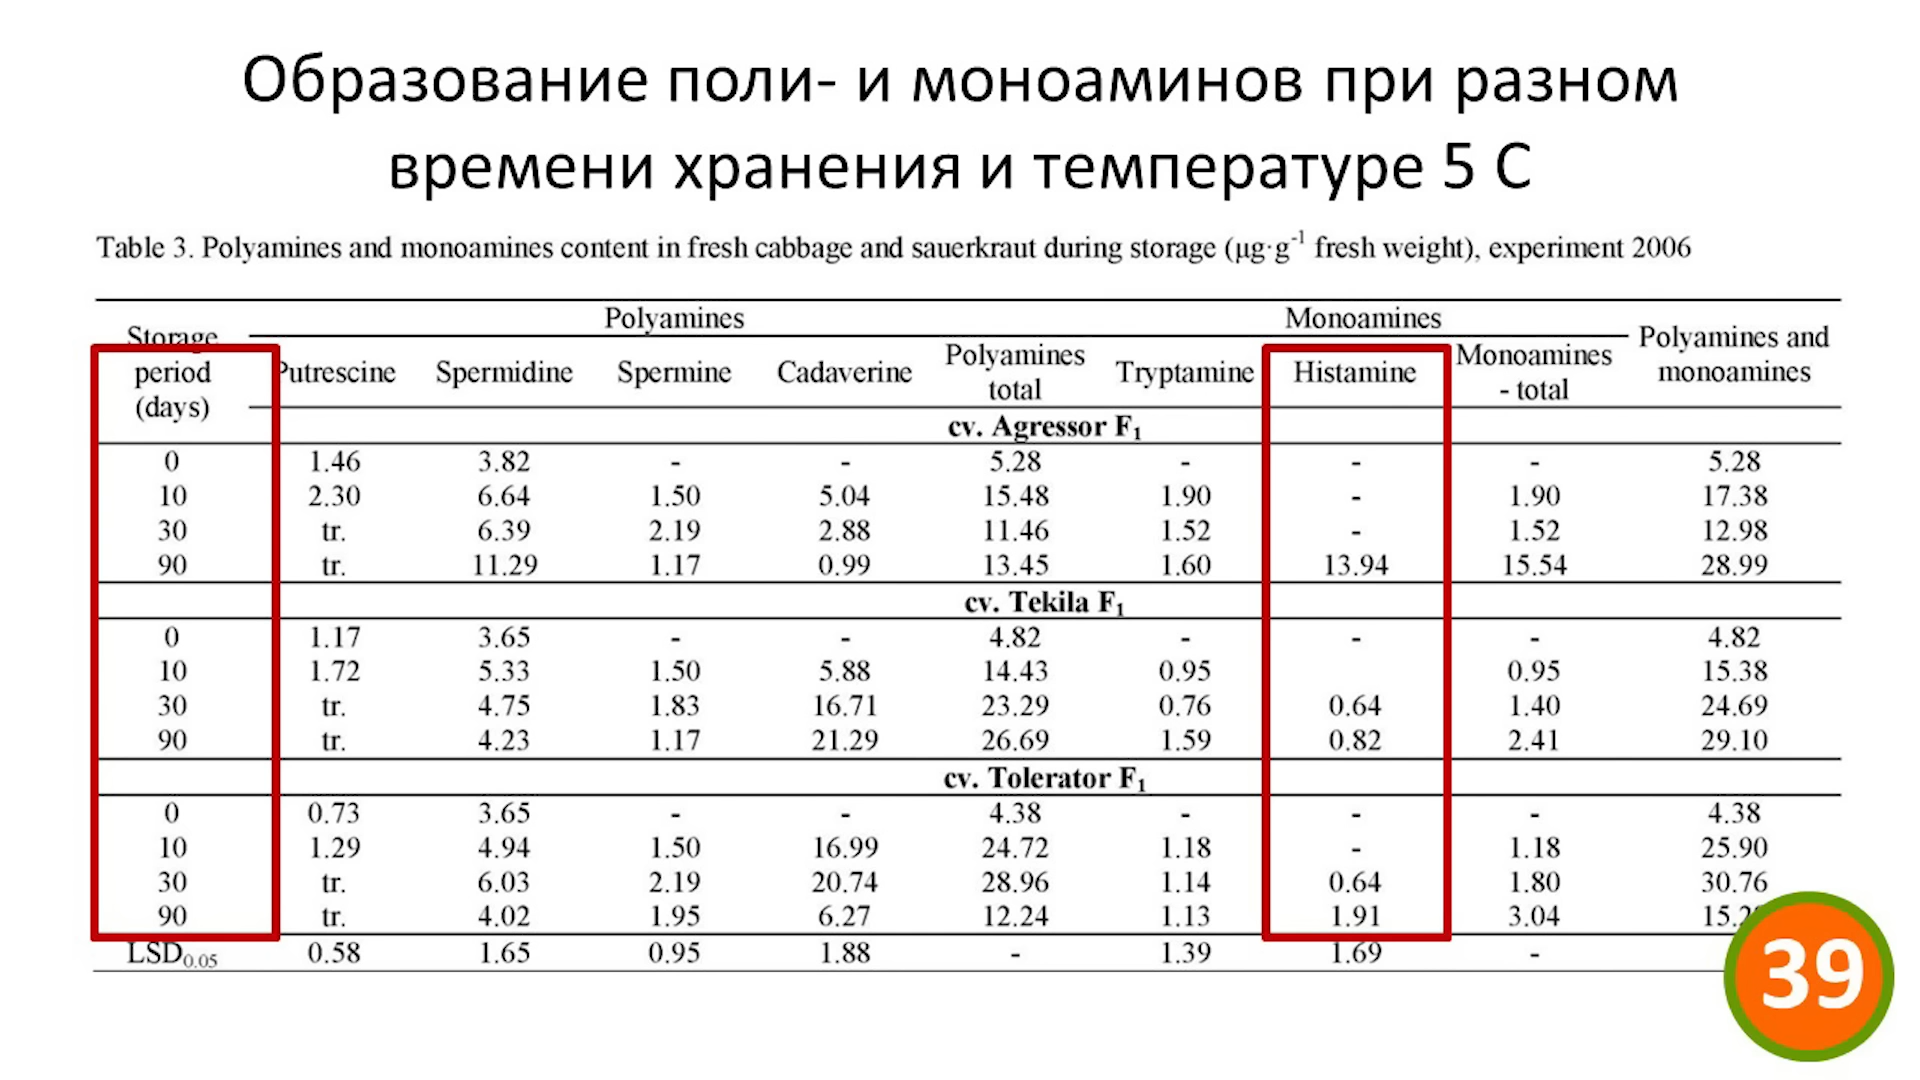 Образование поли- и моноаминов при разном
времени хранения и температуре 5 С
Table 3. Polyamines and monoamines content in fresh cabbage and sauerkraut during storage (µg·g⁻¹ fresh weight), experiment 2006
Storage period (days) Polyamines Monoamines Polyamines and monoamines
Putrescine Spermidine Spermine Cadaverine Polyamines total Tryptamine Histamine Monoamines - total
cv. Agressor F₁
0 1.46 3.82 - - 5.28 - - - 5.28
10 2.30 6.64 1.50 5.04 15.48 1.90 - 1.90 17.38
30 tr. 6.39 2.19 2.88 11.46 1.52 - 1.52 12.98
90 tr. 11.29 1.17 0.99 13.45 1.60 13.94 15.54 28.99
cv. Tekila F₁
0 1.17 3.65 - - 4.82 - - - 4.82
10 1.72 5.33 1.50 5.88 14.43 0.95 0.95 15.38
30 tr. 4.75 1.83 16.71 23.29 0.76 0.64 1.40 24.69
90 tr. 4.23 1.17 21.29 26.69 1.59 0.82 2.41 29.10
cv. Tolerator F₁
0 0.73 3.65 - - 4.38 - - - 4.38
10 1.29 4.94 1.50 16.99 24.72 1.18 - 1.18 25.90
30 tr. 6.03 2.19 20.74 28.96 1.14 0.64 1.80 30.76
90 tr. 4.02 1.95 6.27 12.24 1.13 1.91 3.04
LSD₀.₀₅ 0.58 1.65 0.95 1.88 - 1.39 1.69 -
39